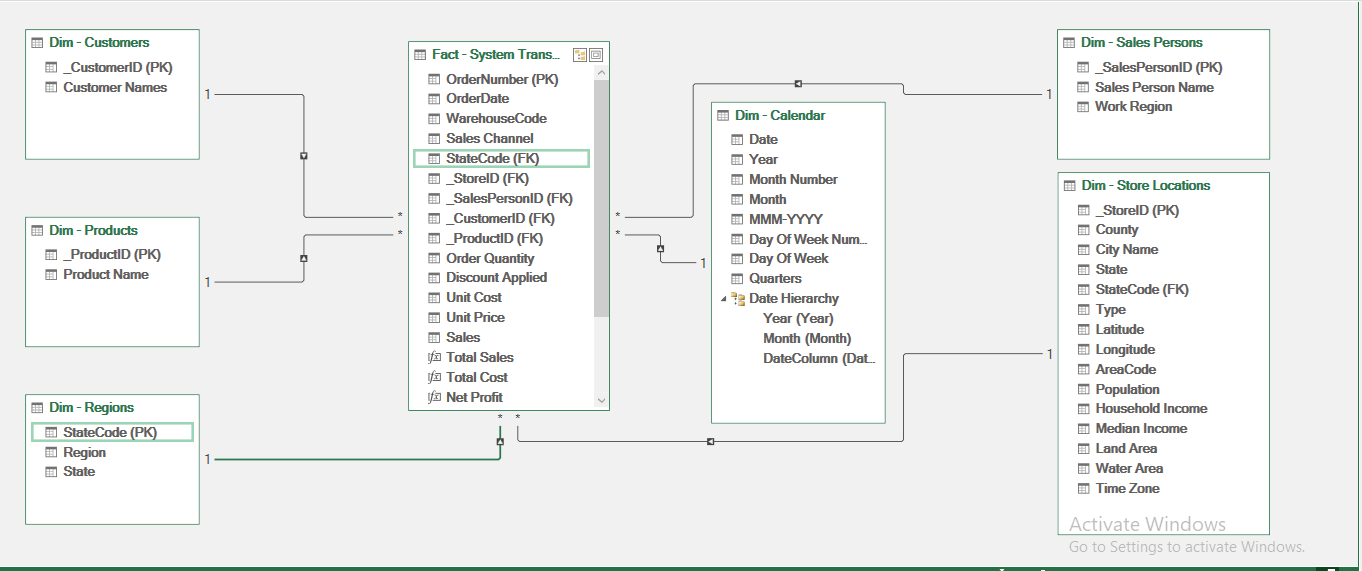 Dim - Customers
_CustomerID (PK)
Customer Names
1
Dim - Products
_ProductID (PK)
Product Name
1
Dim - Regions
StateCode (PK)
Region
State
1
Fact - System Trans...
OrderNumber (PK)
OrderDate
WarehouseCode
Sales Channel
StateCode (FK)
_StoreID (FK)
_SalesPersonID (FK)
_CustomerID (FK)
_ProductID (FK)
Order Quantity
Discount Applied
Unit Cost
Unit Price
Sales
fx Total Sales
fx Total Cost
fx Net Profit
*
*
*
*
* *
Dim - Calendar
Date
Year
Month Number
Month
MMM-YYYY
Day Of Week Num...
Day Of Week
Quarters
Date Hierarchy
Year (Year)
Month (Month)
DateColumn (Dat...
1
Dim - Sales Persons
_SalesPersonID (PK)
Sales Person Name
Work Region
1
Dim - Store Locations
_StoreID (PK)
County
City Name
State
StateCode (FK)
Type
Latitude
Longitude
AreaCode
Population
Household Income
Median Income
Land Area
Water Area
Time Zone
1
Activate Windows
Go to Settings to activate Windows.